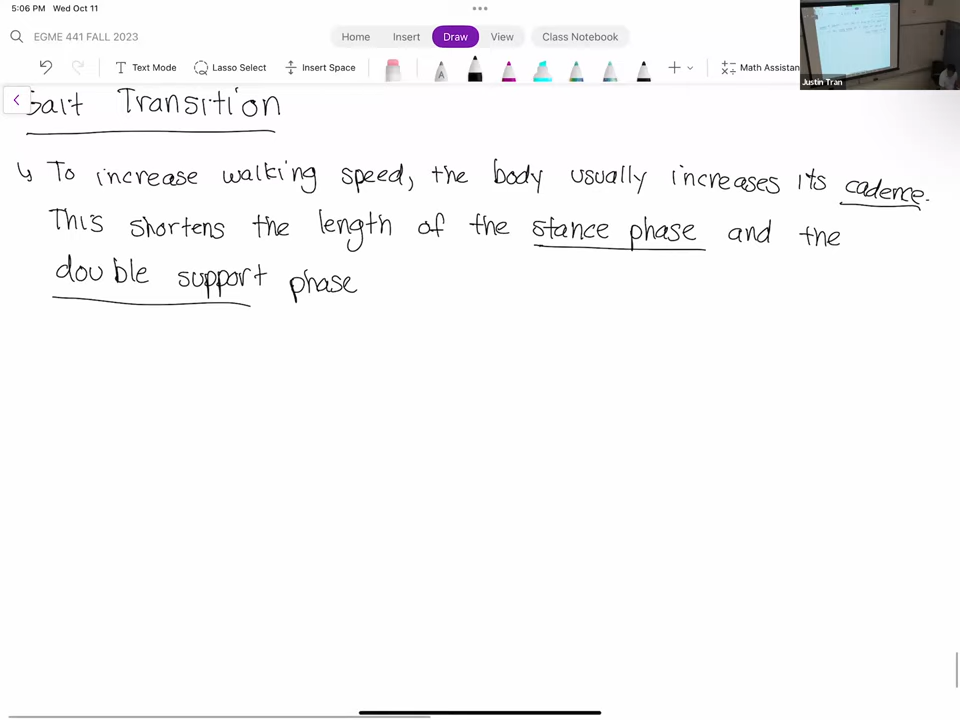 5:06 PM Wed Oct 11
EGME 441 FALL 2023
Home Insert Draw View Class Notebook
Text Mode Lasso Select Insert Space A Math Assistan
Justin Tran
Gait Transition
↳ To increase walking speed, the body usually increases its cadence.
This shortens the length of the stance phase and the
double support phase